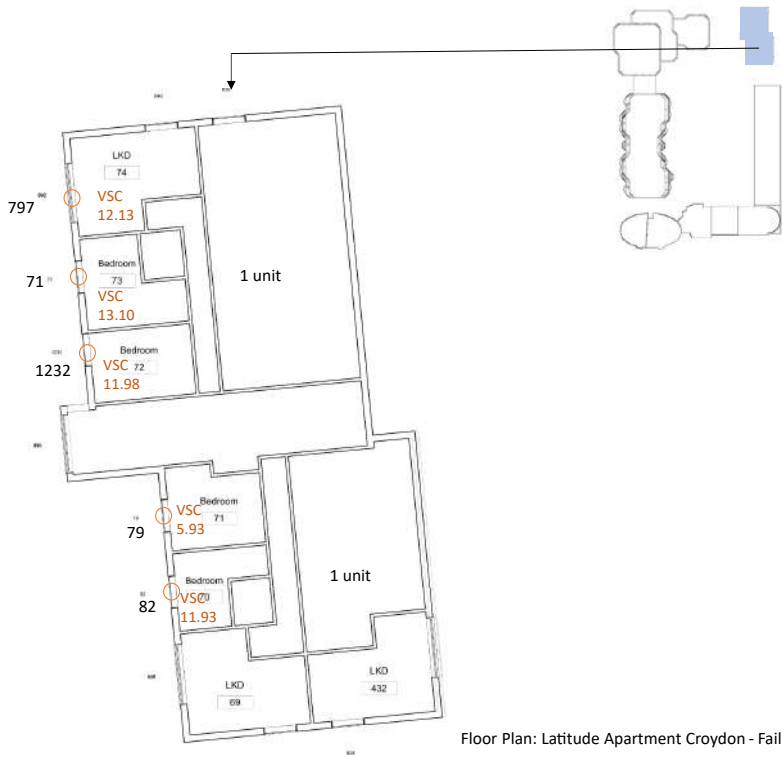 LKD
74
797
VSC
12.13
Bedroom
73
71
VSC
13.10
1 unit
Bedroom
72
1232
VSC
11.98
Bedroom
71
VSC
5.93
79
Bedroom
70
VSC
11.93
82
1 unit
LKD
69
LKD
432
Floor Plan: Latitude Apartment Croydon - Fail